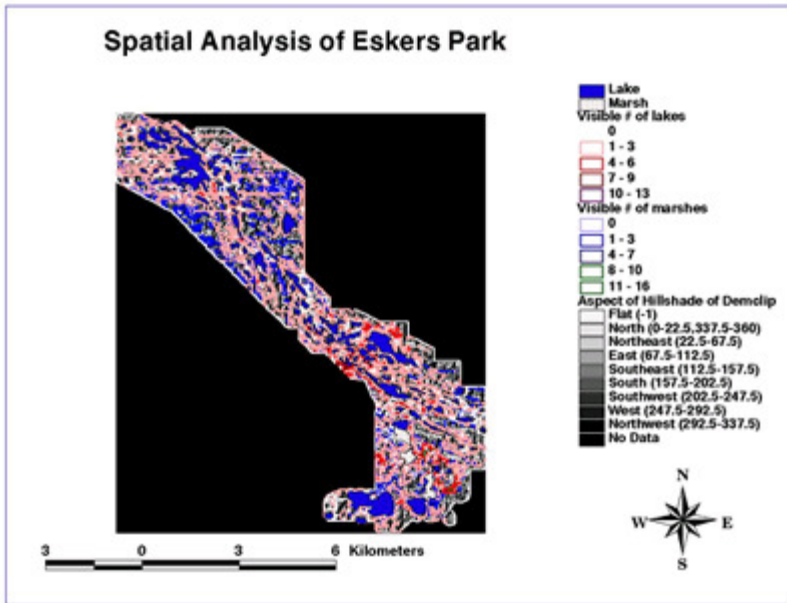 Spatial Analysis of Eskers Park
Lake
Marsh
Visible # of lakes
0
1 - 3
4 - 6
7 - 9
10 - 13
Visible # of marshes
0
1 - 3
4 - 7
8 - 10
11 - 16
Aspect of Hillshade of Demclip
Flat (-1)
North (0-22.5,337.5-360)
Northeast (22.5-67.5)
East (67.5-112.5)
Southeast (112.5-157.5)
South (157.5-202.5)
Southwest (202.5-247.5)
West (247.5-292.5)
Northwest (292.5-337.5)
No Data
N
W E
S
3 0 3 6 Kilometers